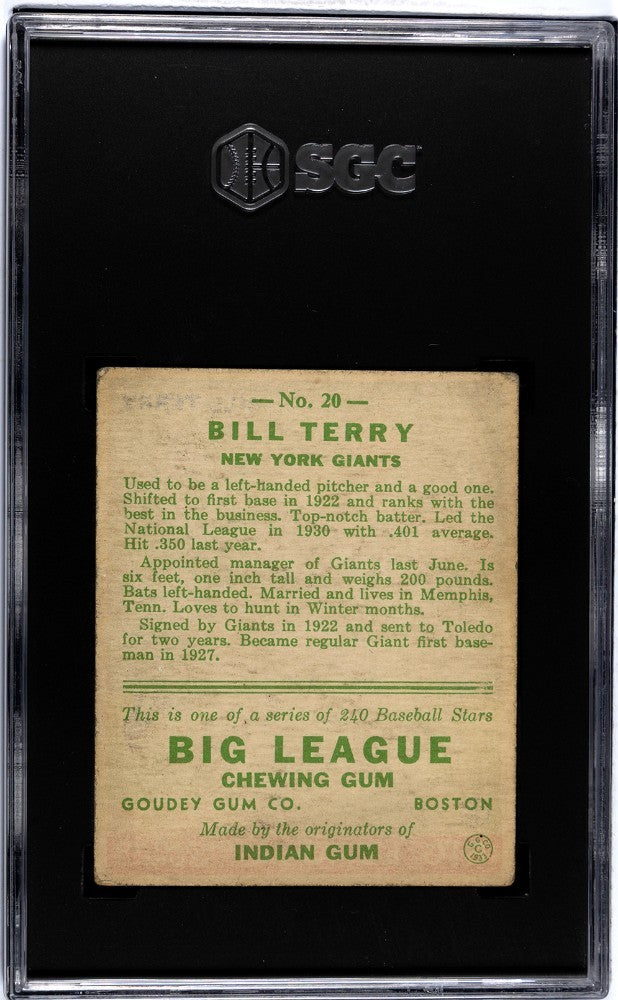 SGC
— No. 20 —
BILL TERRY
NEW YORK GIANTS
Used to be a left-handed pitcher and a good one.
Shifted to first base in 1922 and ranks with the
best in the business. Top-notch batter. Led the
National League in 1930 with .401 average.
Hit .350 last year.
Appointed manager of Giants last June. Is
six feet, one inch tall and weighs 200 pounds.
Bats left-handed. Married and lives in Memphis,
Tenn. Loves to hunt in Winter months.
Signed by Giants in 1922 and sent to Toledo
for two years. Became regular Giant first base-
man in 1927.
This is one of a series of 240 Baseball Stars
BIG LEAGUE
CHEWING GUM
GOUDEY GUM CO. BOSTON
Made by the originators of
INDIAN GUM
C
1933